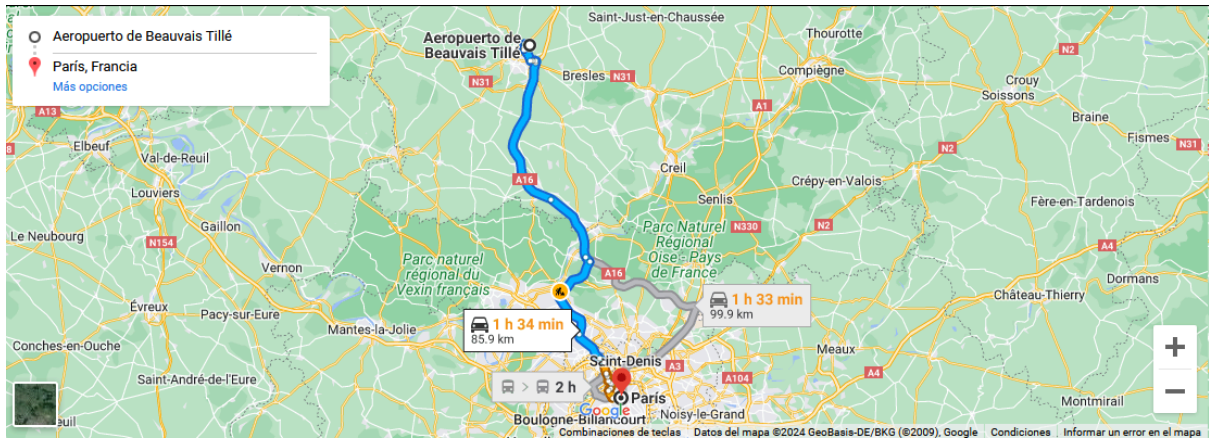 Aeropuerto de Beauvais Tillé
París, Francia
Más opciones
Saint-Just-en-Chaussée
Aeropuerto de
Beauvais Tillé
N31
Bresles
N31
Thourotte
Compiègne
N2
Crouy
Soissons
Braine
Fismes
N31
A13
A1
Elbeuf
Val-de-Reuil
Louviers
N2
Creil
A16
Crépy-en-Valois
Senlis
Fère-en-Tardenois
Gaillon
Le Neubourg
N154
Parc Naturel
Régional
Oise - Pays
de France
N330
A4
Vernon
Parc naturel
régional du
Vexin français
A16
Dormans
Château-Thierry
1 h 33 min
99.9 km
Évreux
Pacy-sur-Eure
Mantes-la-Jolie
1 h 34 min
85.9 km
Conches-en-Ouche
Meaux
Saint-Denis
A3
A104
A4
Saint-André-de-l'Eure
2 h
París
Montmirail
Google
Noisy-le-Grand
Boulogne-Billancourt
Combinaciones de teclas
Datos del mapa ©2024 GeoBasis-DE/BKG (©2009), Google
Condiciones
Informar un error en el mapa